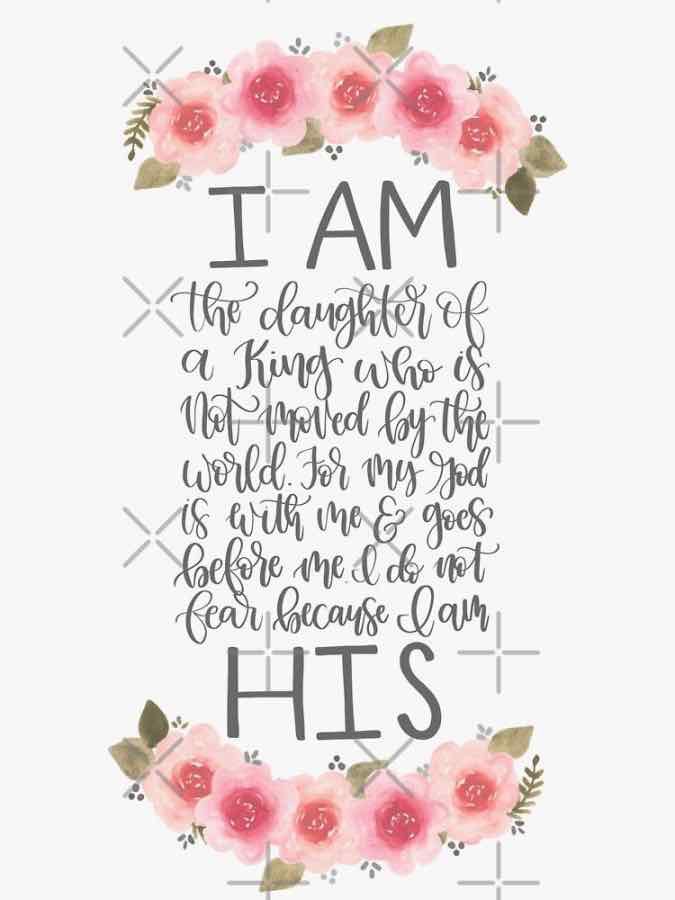 I AM
the daughter of
a King who is
Not moved by the
world. For my God
is with me & goes
before me. I do not
fear because I am
HIS